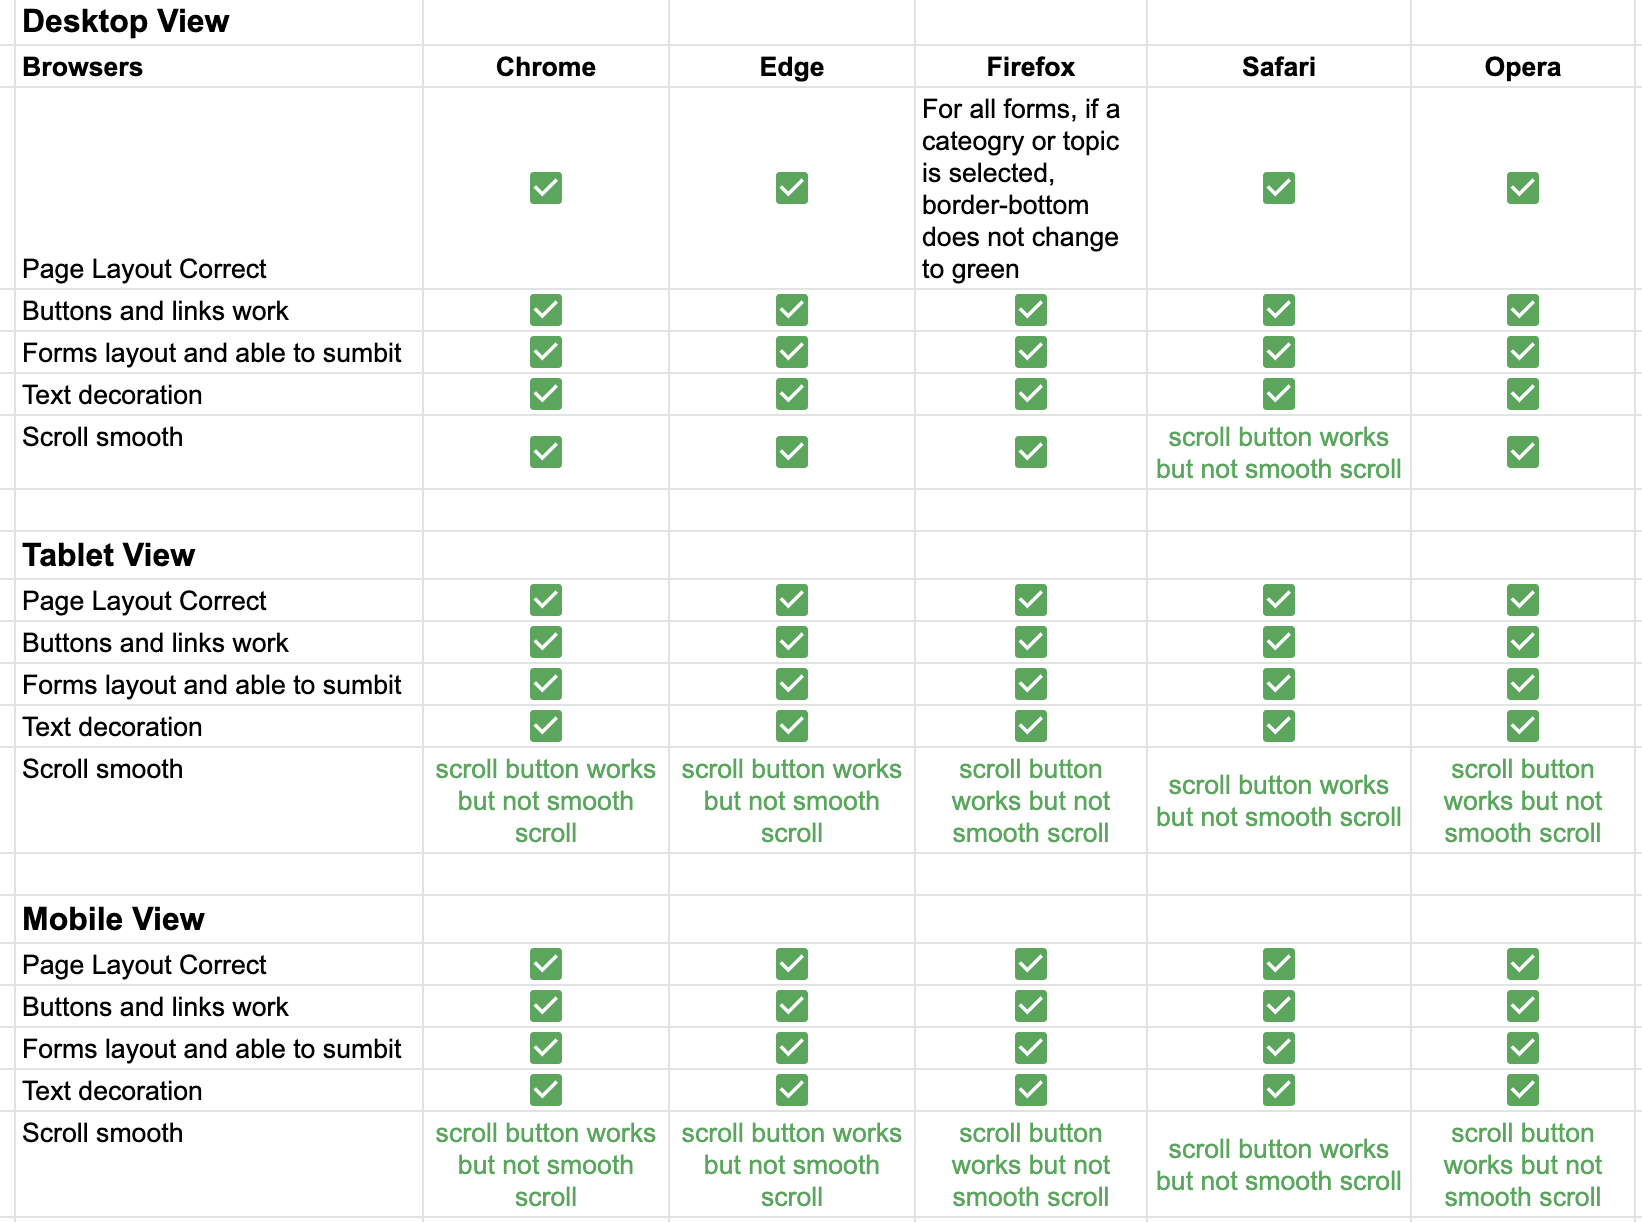 Desktop View
Browsers Chrome Edge Firefox Safari Opera
For all forms, if a
cateogry or topic
is selected,
border-bottom
does not change
to green
Page Layout Correct
Buttons and links work
Forms layout and able to sumbit
Text decoration
Scroll smooth
scroll button works
but not smooth scroll
Tablet View
Page Layout Correct
Buttons and links work
Forms layout and able to sumbit
Text decoration
Scroll smooth
scroll button works
but not smooth
scroll
scroll button works
but not smooth
scroll
scroll button
works but not
smooth scroll
scroll button works
but not smooth scroll
scroll button
works but not
smooth scroll
Mobile View
Page Layout Correct
Buttons and links work
Forms layout and able to sumbit
Text decoration
Scroll smooth
scroll button works
but not smooth
scroll
scroll button works
but not smooth
scroll
scroll button
works but not
smooth scroll
scroll button works
but not smooth scroll
scroll button
works but not
smooth scroll